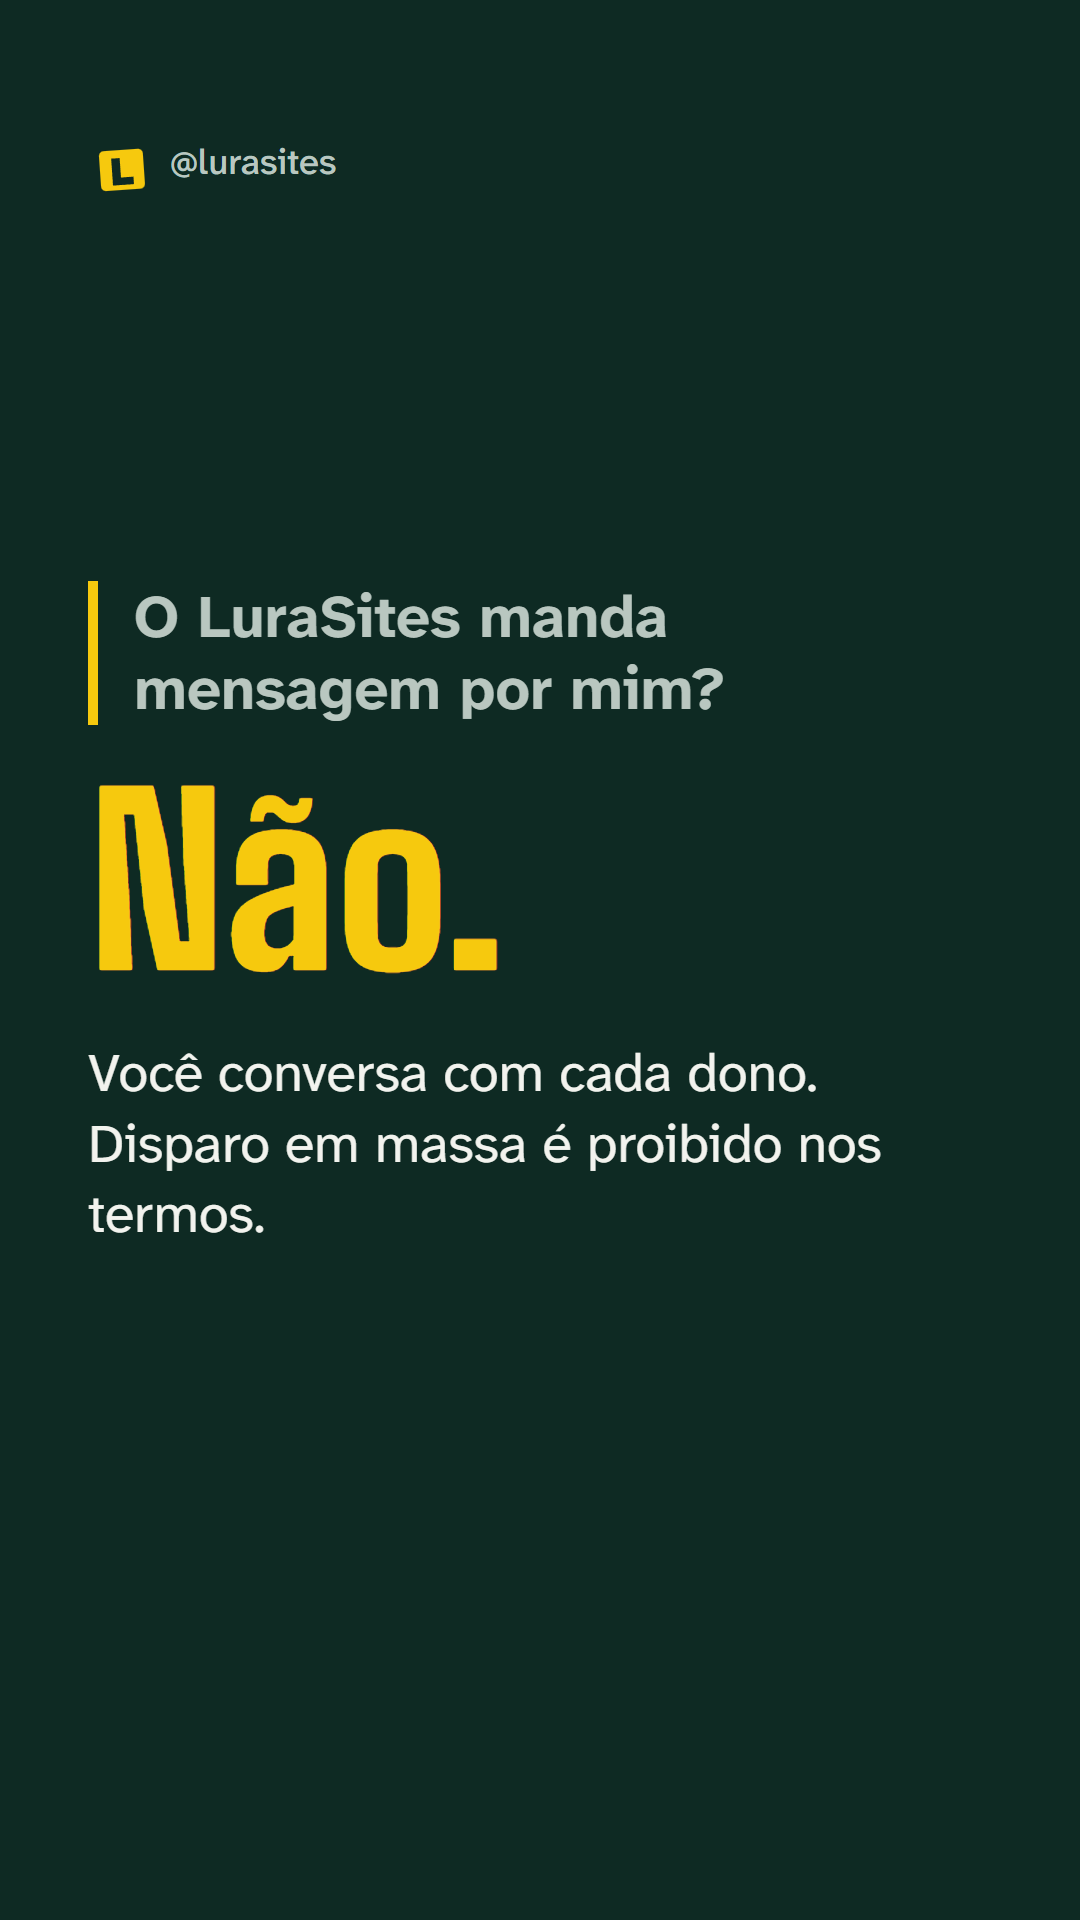 L @lurasites
O LuraSites manda
mensagem por mim?
Não.
Você conversa com cada dono.
Disparo em massa é proibido nos
termos.